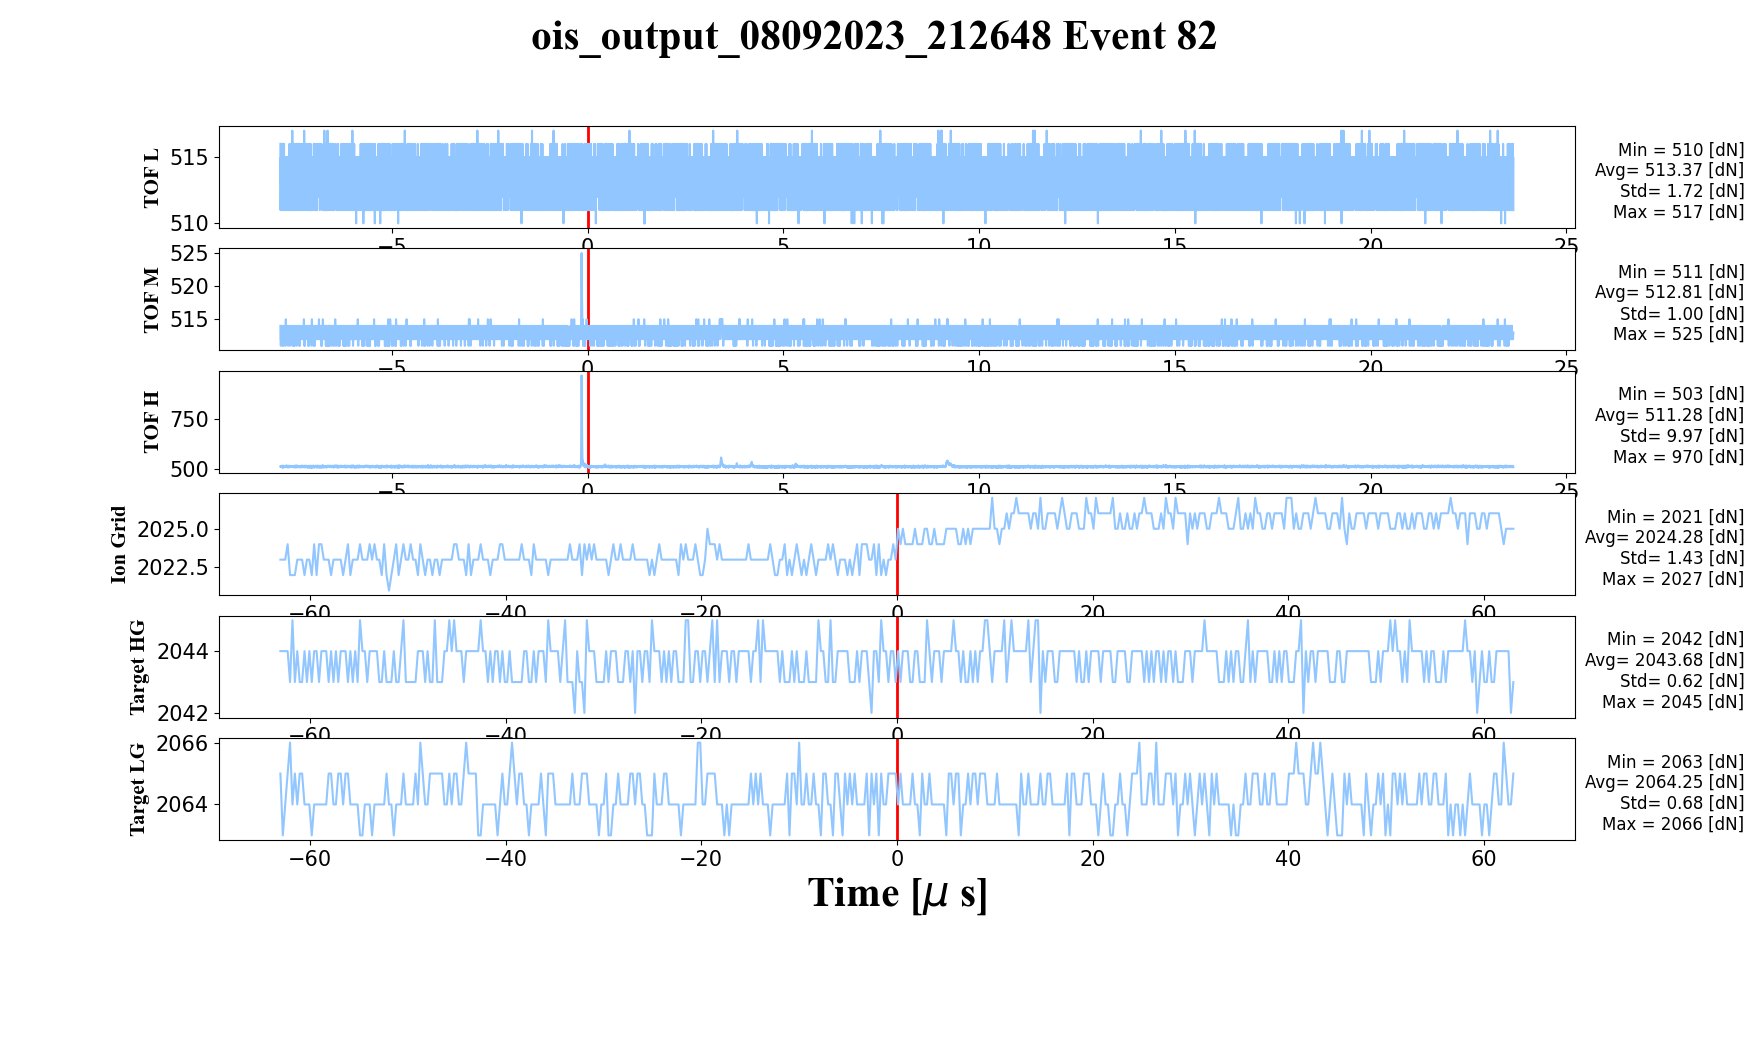 ois_output_08092023_212648 Event 82
TOF L
515
510
−5
0
5
10
15
20
25
Min = 510 [dN]
Avg= 513.37 [dN]
Std= 1.72 [dN]
Max = 517 [dN]
TOF M
525
520
515
−5
0
5
10
15
20
25
Min = 511 [dN]
Avg= 512.81 [dN]
Std= 1.00 [dN]
Max = 525 [dN]
TOF H
750
500
−5
0
5
10
15
20
25
Min = 503 [dN]
Avg= 511.28 [dN]
Std= 9.97 [dN]
Max = 970 [dN]
Ion Grid
2025.0
2022.5
−60
−40
−20
0
20
40
60
Min = 2021 [dN]
Avg= 2024.28 [dN]
Std= 1.43 [dN]
Max = 2027 [dN]
Target HG
2044
2042
−60
−40
−20
0
20
40
60
Min = 2042 [dN]
Avg= 2043.68 [dN]
Std= 0.62 [dN]
Max = 2045 [dN]
Target LG
2066
2064
−60
−40
−20
0
20
40
60
Min = 2063 [dN]
Avg= 2064.25 [dN]
Std= 0.68 [dN]
Max = 2066 [dN]
Time [μ s]